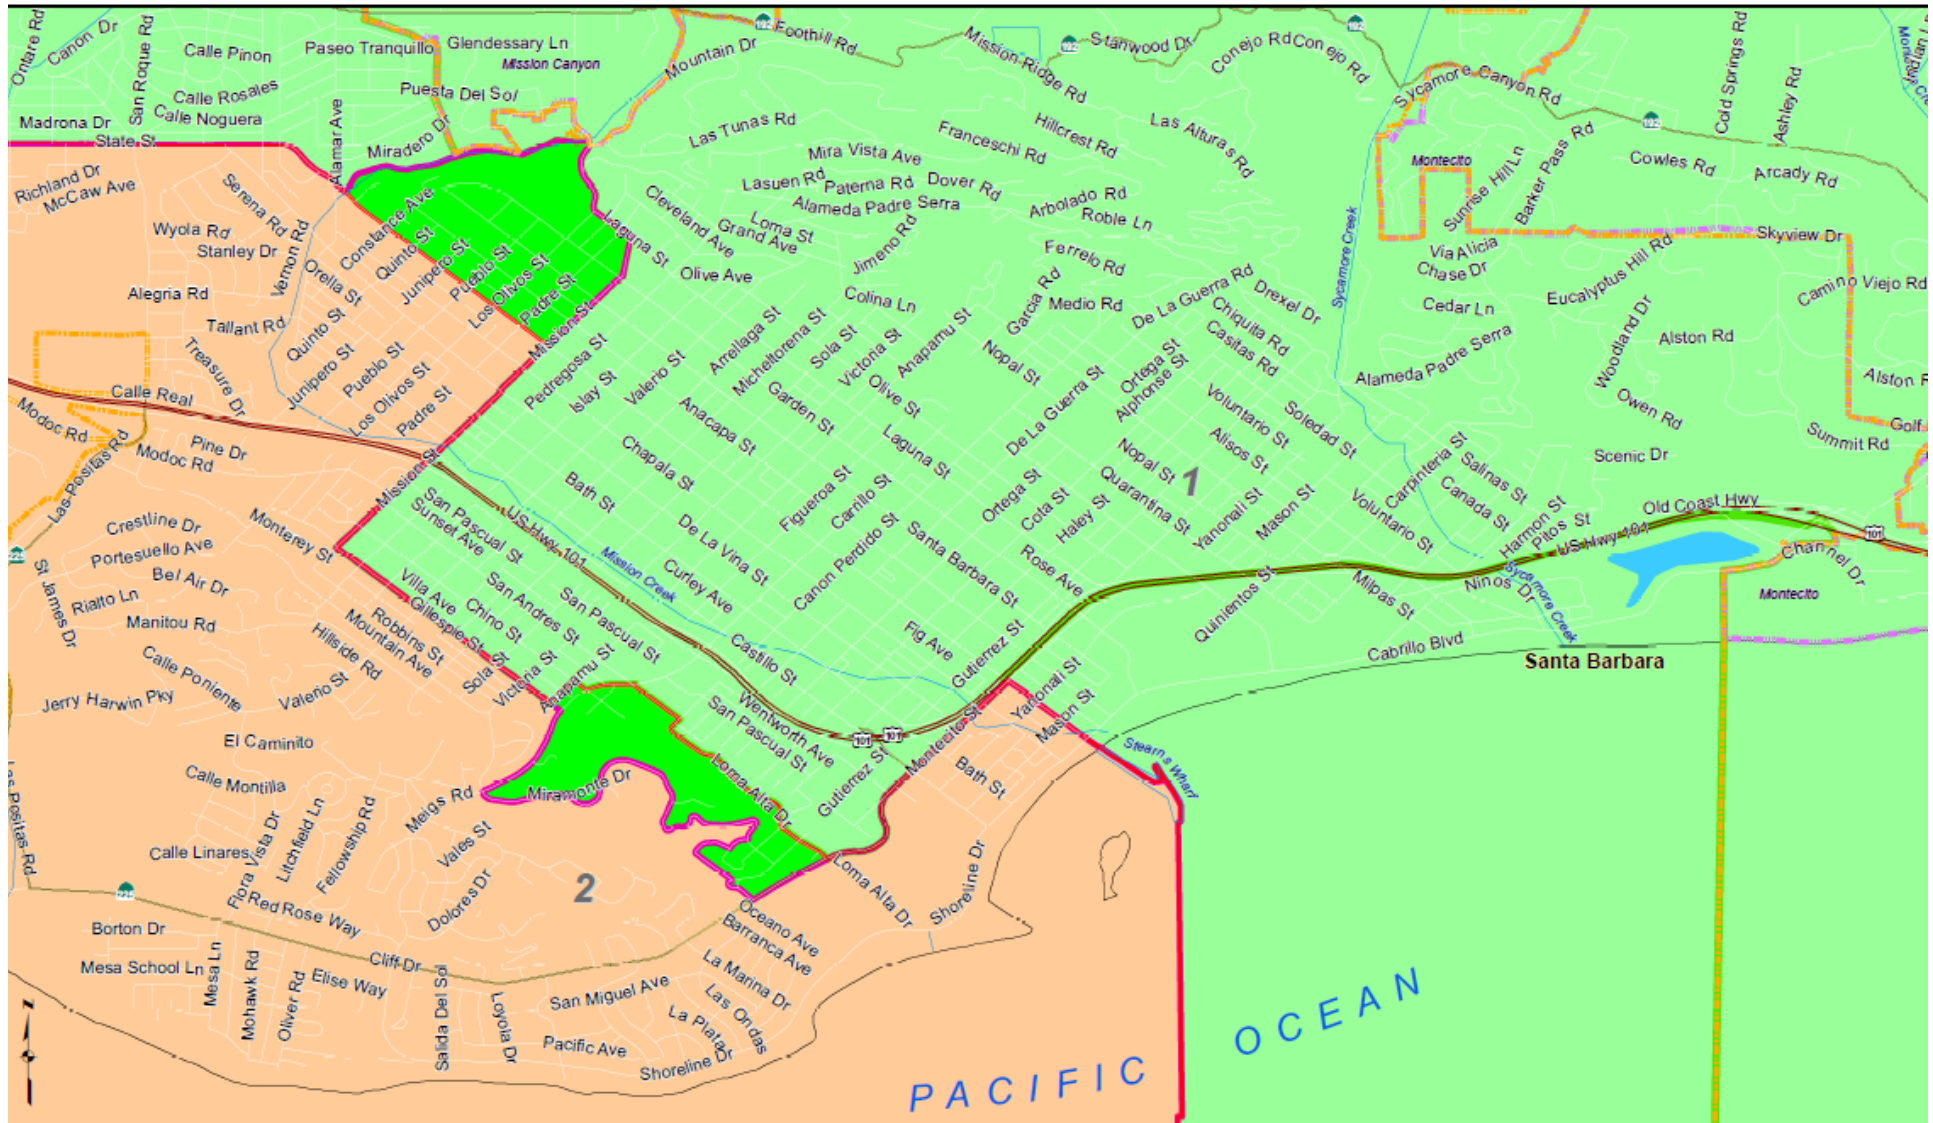 Ontare Rd
Canon Dr
San Roque Rd
Calle Pinon
Paseo Tranquillo
Glendessary Ln
Mission Canyon
Mountain Dr
192
Foothill Rd
Mission Ridge Rd
192
Stanwood Dr
Conejo Rd
Conejo Rd
192
Sycamore Canyon Rd
Cold Springs Rd
Ashley Rd
192
Calle Rosales
Calle Noguera
Puesta Del Sol
Madrona Dr
State St
Alamar Ave
Miradero Dr
Las Tunas Rd
Franceschi Rd
Hillcrest Rd
Las Alturas Rd
Mira Vista Ave
Lasuen Rd
Paterna Rd
Dover Rd
Alameda Padre Serra
Arbolado Rd
Roble Ln
Montecito
Sunrise Hill Ln
Barker Pass Rd
Cowles Rd
Arcady Rd
Richland Dr
McCaw Ave
Serena Rd
Wyola Rd
Stanley Dr
Vernon Rd
Constance Ave
Quinto St
Junipero St
Pueblo St
Los Olivos St
Padre St
Mission St
Laguna St
Cleveland Ave
Loma St
Grand Ave
Olive Ave
Jimeno Rd
Colina Ln
Ferrelo Rd
Garcia Rd
Medio Rd
De La Guerra Rd
Drexel Dr
Chiquita Rd
Casitas Rd
Sycamore Creek
Via Alicia
Chase Dr
Cedar Ln
Eucalyptus Hill Rd
Skyview Dr
Camino Viejo Rd
Alegria Rd
Orella St
Tallant Rd
Quinto St
Treasure Dr
Junipero St
Pueblo St
Los Olivos St
Padre St
Pedregosa St
Islay St
Valerio St
Arrellaga St
Micheltorena St
Sola St
Victoria St
Anapamu St
Olive St
Garden St
Anacapa St
Laguna St
Nopal St
De La Guerra St
Ortega St
Alphonse St
Voluntario St
Soledad St
Alisos St
Alameda Padre Serra
Woodland Dr
Alston Rd
Owen Rd
Summit Rd
Golf
Scenic Dr
Calle Real
Modoc Rd
Las Positas Rd
Pine Dr
Modoc Rd
Mission St
Chapala St
Bath St
Figueroa St
Carrillo St
Canon Perdido St
De La Vina St
Santa Barbara St
Ortega St
Cota St
Haley St
Nopal St
Quarantina St
1
Yanonali St
Mason St
Voluntario St
Carpinteria St
Salinas St
Canada St
Harmon St
Pitos St
Old Coast Hwy
US Hwy 101
101
Channel Dr
Montecito
Crestline Dr
Portesuello Ave
Bel Air Dr
Rialto Ln
Manitou Rd
St James Dr
Monterey St
San Pascual St
Sunset Ave
US Hwy 101
Mission Creek
Curley Ave
Rose Ave
Fig Ave
Gutierrez St
Quinientos St
Milpas St
Ninos Dr
Sycamore Creek
Cabrillo Blvd
Santa Barbara
Villa Ave
Gillespie St
Robbins St
Mountain Ave
Hillside Rd
Chino St
San Andres St
San Pascual St
Castillo St
Sola St
Victoria St
Anapamu St
Valerio St
Calle Poniente
Jerry Harwin Pky
El Caminito
Calle Montilla
Wentworth Ave
San Pascual St
101
101
Montecito St
Gutierrez St
Yanonali St
Mason St
Bath St
Stearn's Wharf
Las Positas Rd
Miramonte Dr
Meigs Rd
Loma Alta Dr
Vales St
Calle Linares
Flora Vista Dr
Litchfield Ln
Fellowship Rd
Dolores Dr
2
Loma Alta Dr
Shoreline Dr
Red Rose Way
Borton Dr
Cliff Dr
Oceano Ave
Barranca Ave
La Marina Dr
Las Ondas
La Plata
Mesa School Ln
Mesa Ln
Mohawk Rd
Oliver Rd
Elise Way
Salida Del Sol
Loyola Dr
San Miguel Ave
Pacific Ave
Shoreline Dr
PACIFIC OCEAN